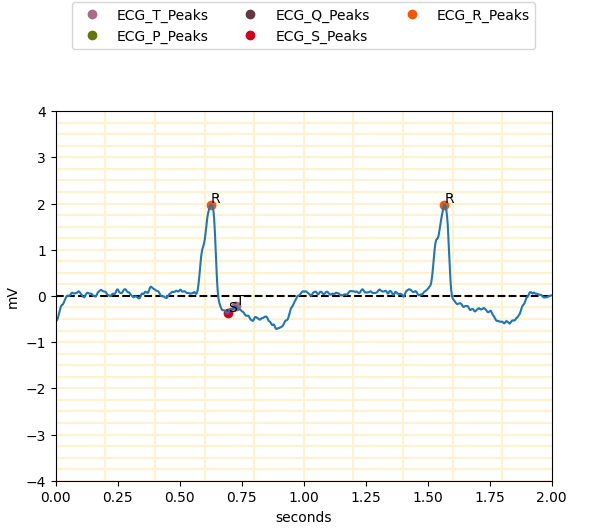 ECG_T_Peaks ECG_Q_Peaks ECG_R_Peaks
ECG_P_Peaks ECG_S_Peaks
4
3
2
1
0
−1
−2
−3
−4
mV
R R
S T
0.00 0.25 0.50 0.75 1.00 1.25 1.50 1.75 2.00
seconds